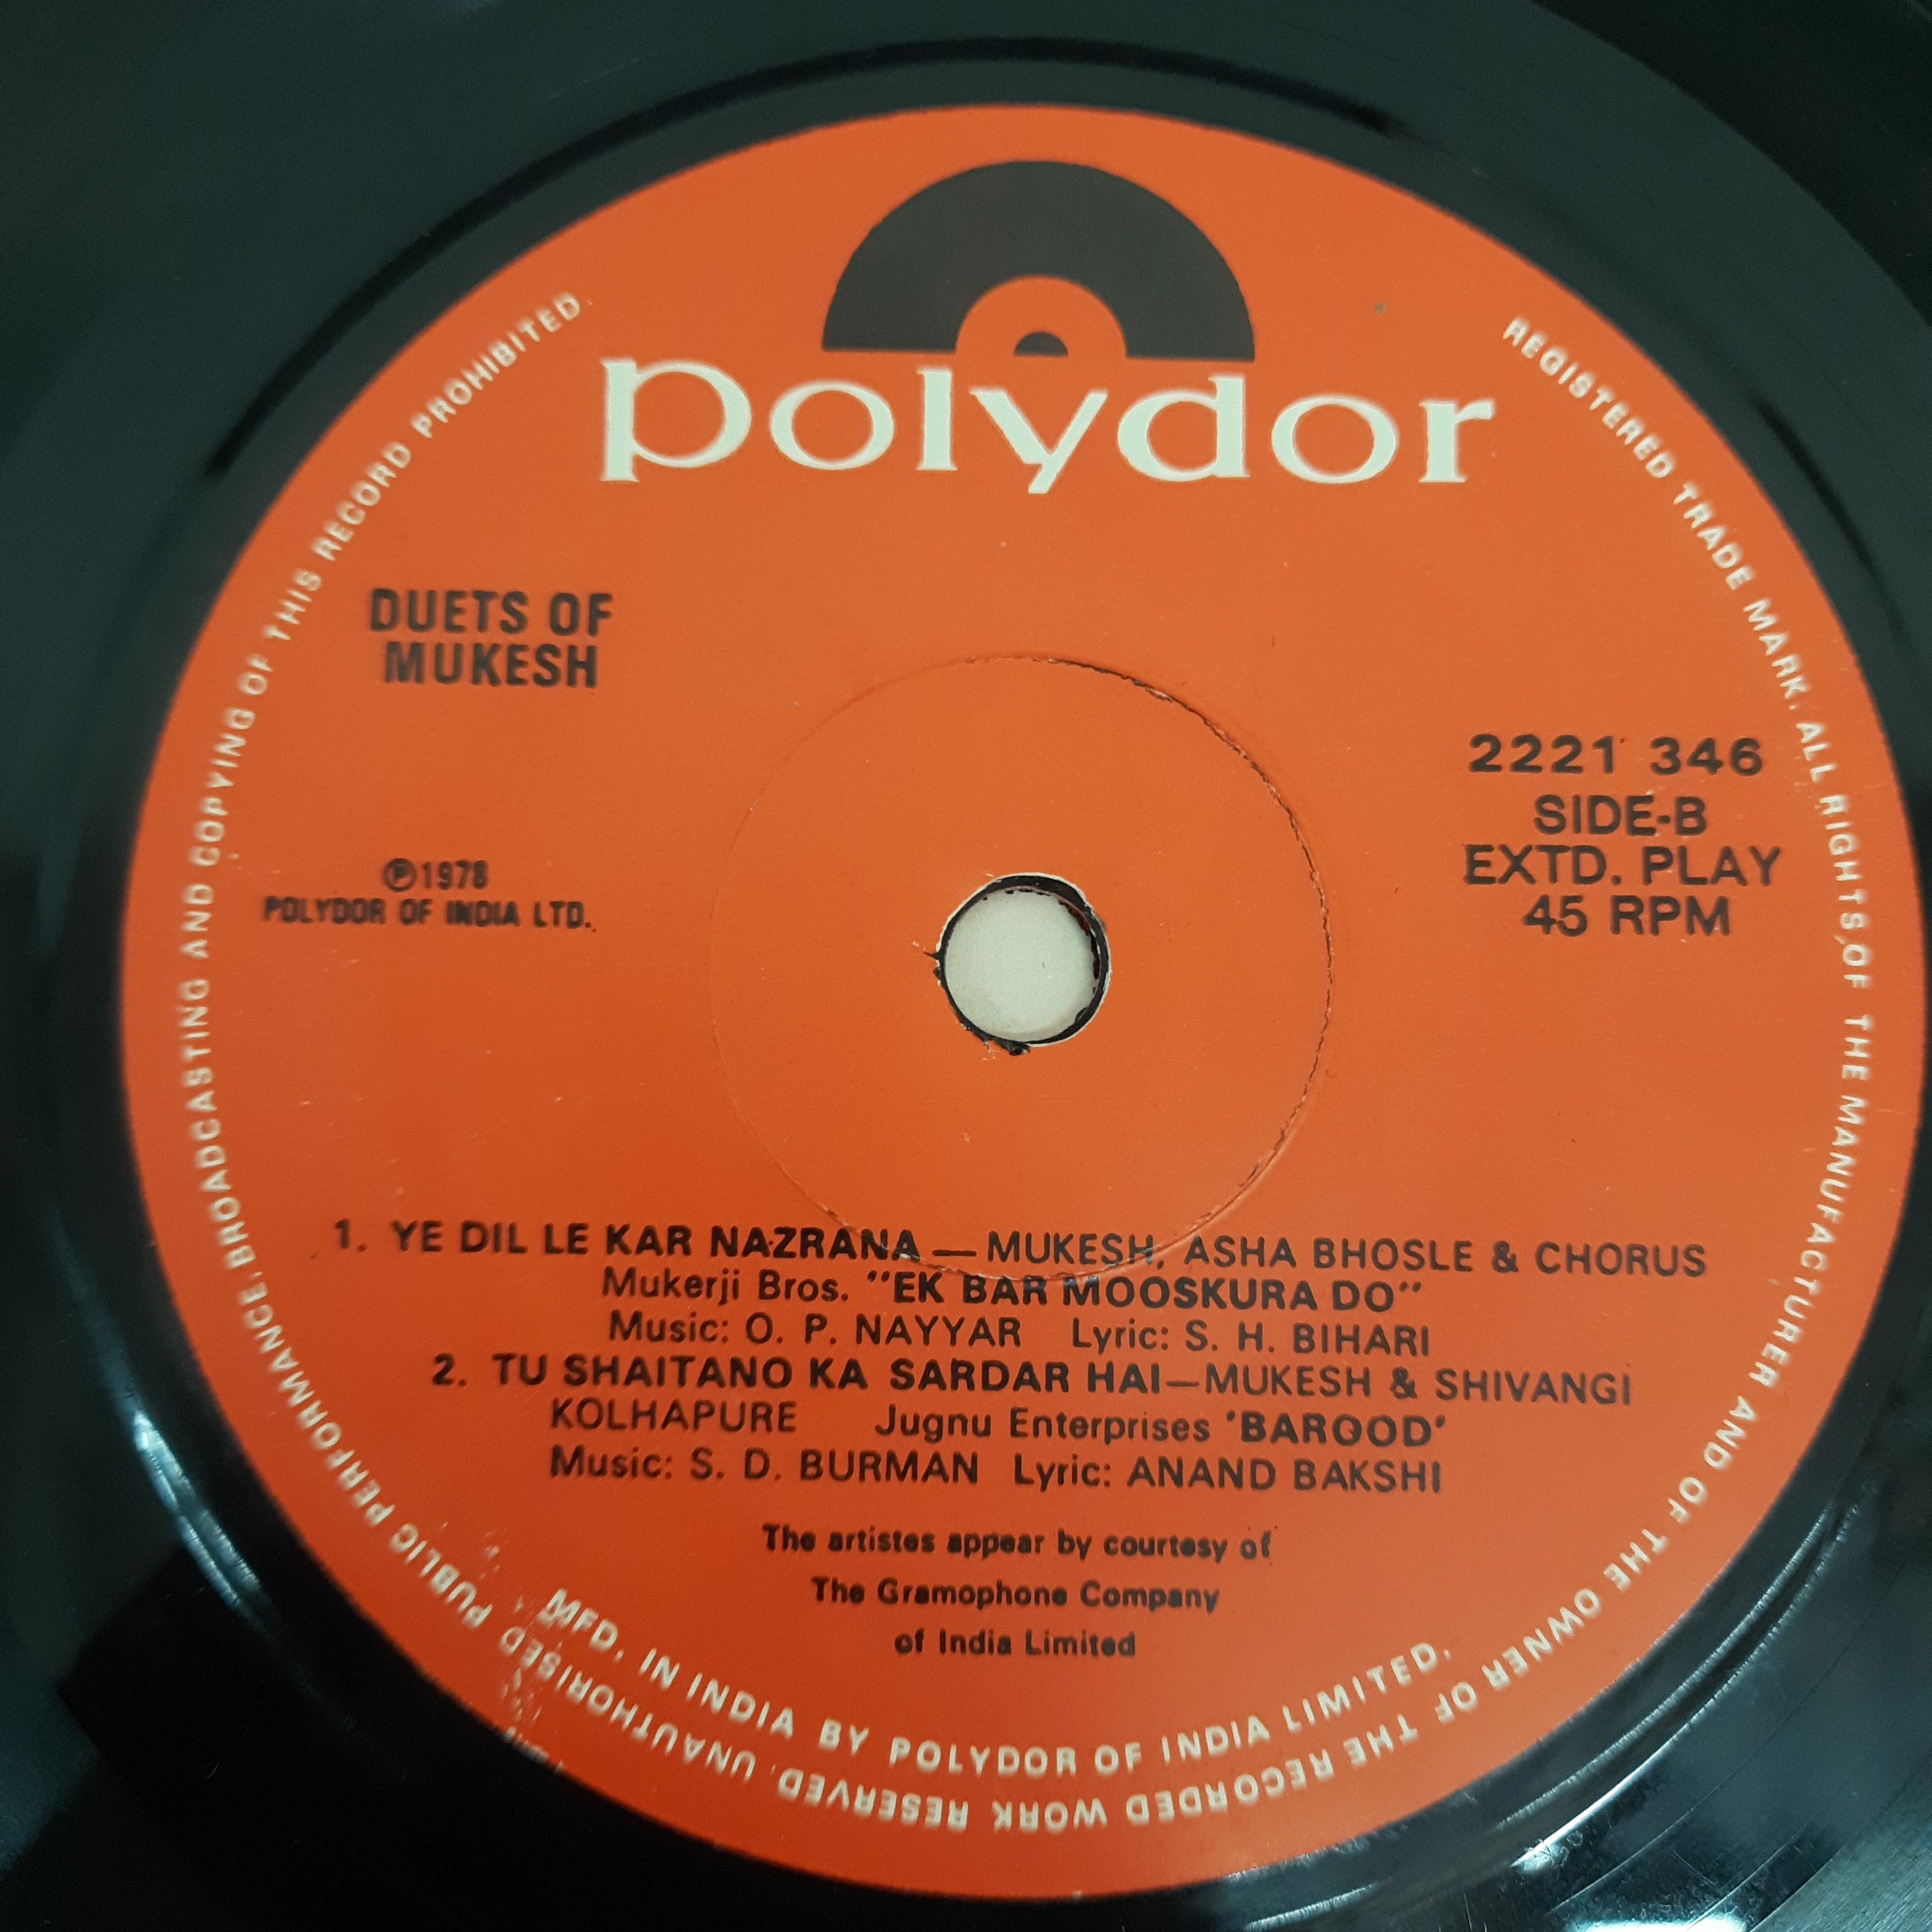 polydor
DUETS OF
MUKESH
2221 346
SIDE-B
EXTD. PLAY
45 RPM
℗1978
POLYDOR OF INDIA LTD.
1. YE DIL LE KAR NAZRANA — MUKESH, ASHA BHOSLE & CHORUS
Mukerji Bros. "EK BAR MOOSKURA DO"
Music: O. P. NAYYAR Lyric: S. H. BIHARI
2. TU SHAITANO KA SARDAR HAI—MUKESH & SHIVANGI
KOLHAPURE Jugnu Enterprises 'BAROOD'
Music: S. D. BURMAN Lyric: ANAND BAKSHI
The artistes appear by courtesy of
The Gramophone Company
of India Limited
MFD. IN INDIA BY POLYDOR OF INDIA LIMITED.
REGISTERED TRADE MARK. ALL RIGHTS OF THE MANUFACTURER AND OF THE OWNER OF THE RECORDED WORK RESERVED. UNAUTHORISED PUBLIC PERFORMANCE, BROADCASTING AND COPYING OF THIS RECORD PROHIBITED